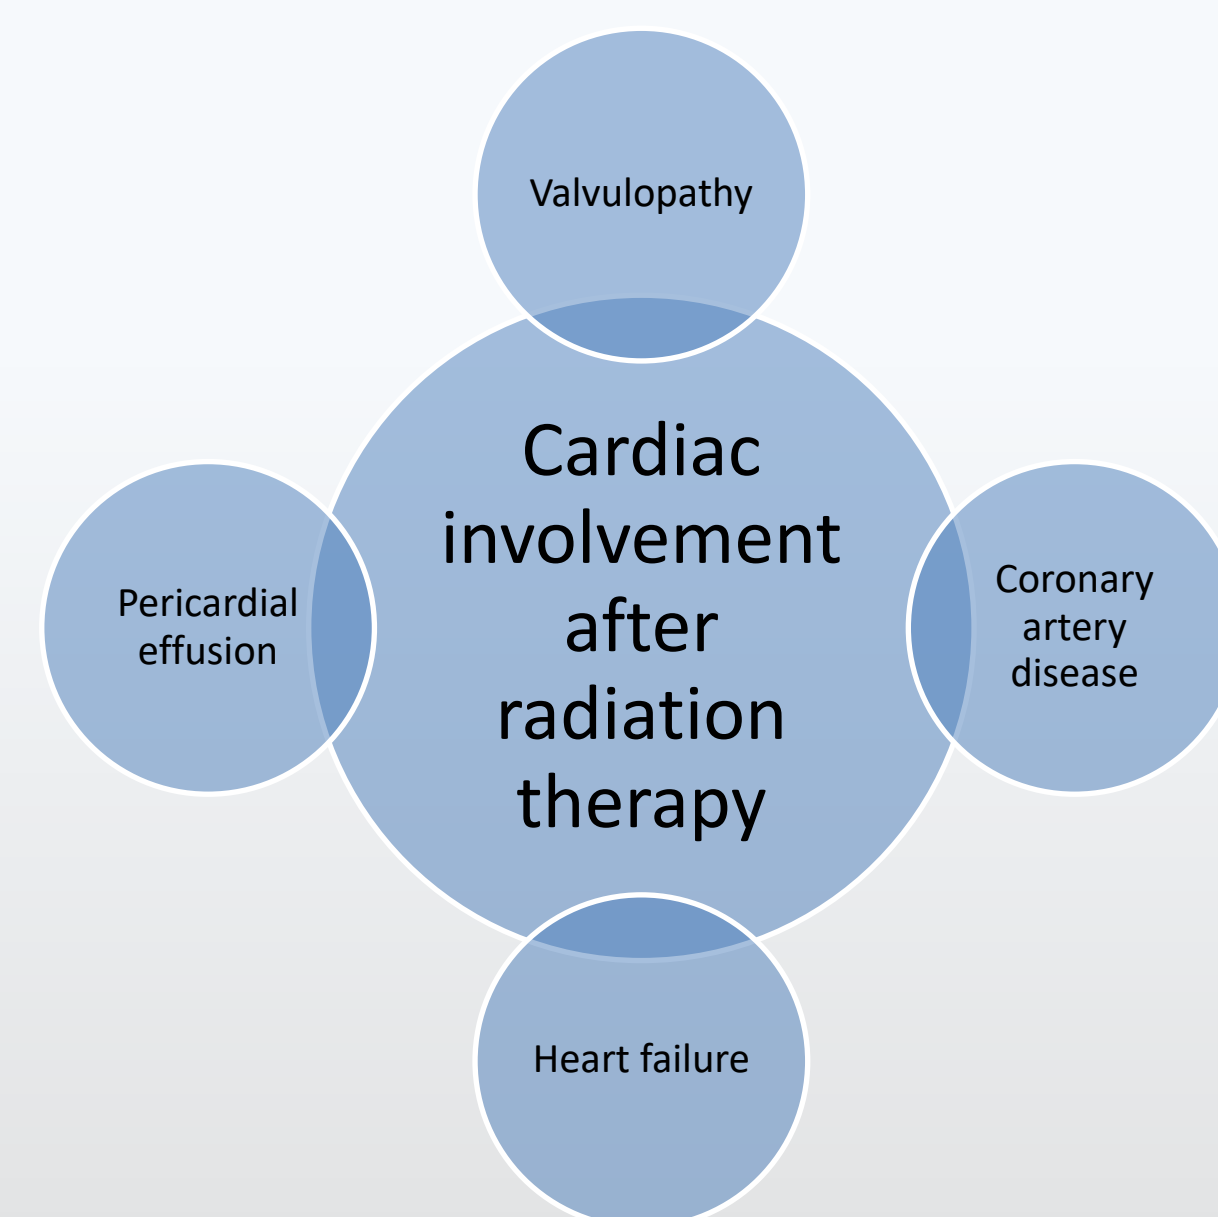 Valvulopathy
Cardiac
involvement
after
radiation
therapy
Pericardial
effusion
Coronary
artery
disease
Heart failure